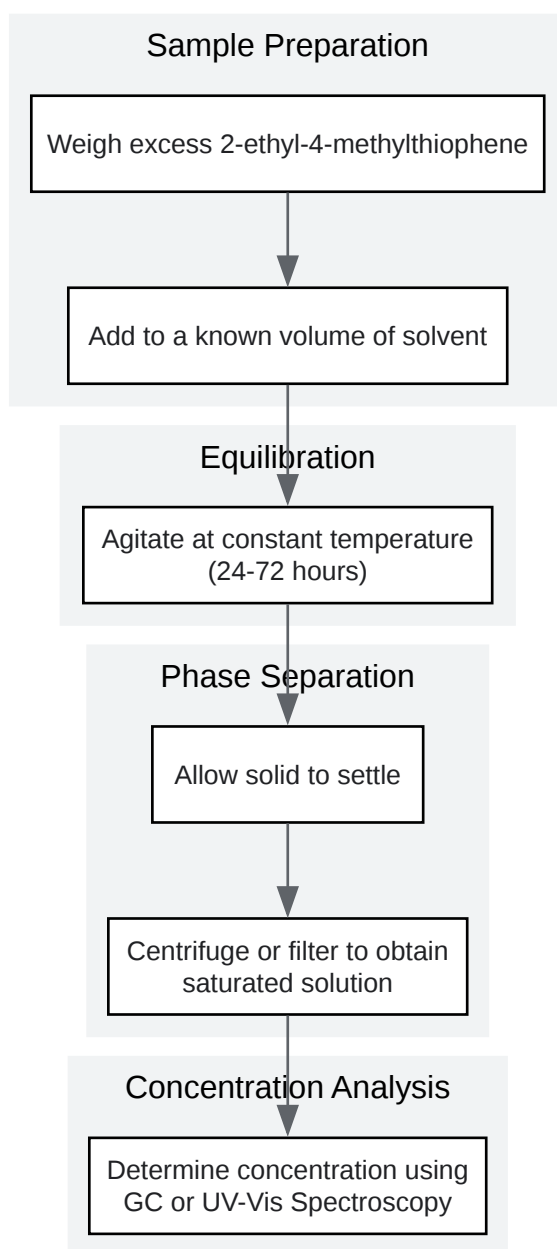 Sample Preparation
Weigh excess 2-ethyl-4-methylthiophene
Add to a known volume of solvent
Equilibration
Agitate at constant temperature
(24-72 hours)
Phase Separation
Allow solid to settle
Centrifuge or filter to obtain
saturated solution
Concentration Analysis
Determine concentration using
GC or UV-Vis Spectroscopy